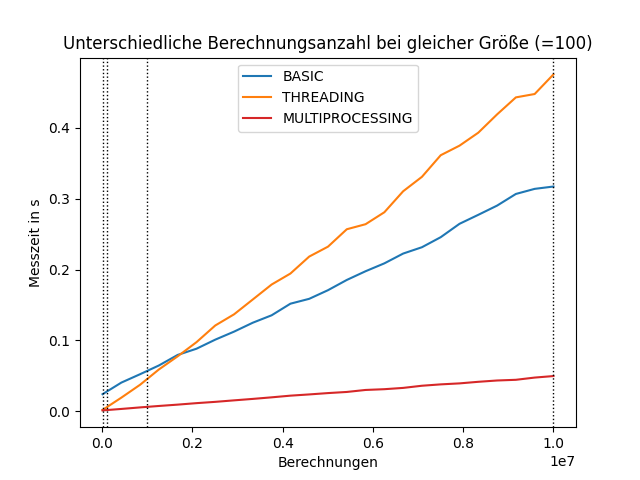 Unterschiedliche Berechnungsanzahl bei gleicher Größe (=100)
BASIC
THREADING
MULTIPROCESSING
Messzeit in s
0.4
0.3
0.2
0.1
0.0
0.0 0.2 0.4 0.6 0.8 1.0
1e7
Berechnungen